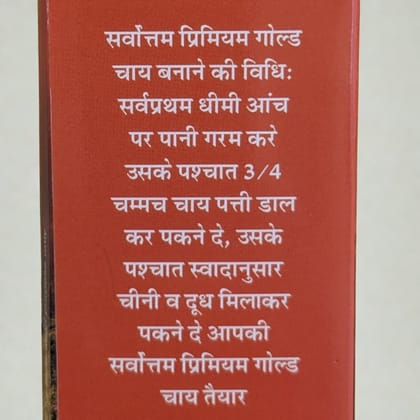 सर्वोत्तम प्रिमियम गोल्ड
चाय बनाने की विधिः
सर्वप्रथम धीमी आंच
पर पानी गरम करे
उसके पश्चात 3/4
चम्मच चाय पत्ती डाल
कर पकने दे, उसके
पश्चात स्वादानुसार
चीनी व दूध मिलाकर
पकने दे आपकी
सर्वोत्तम प्रिमियम गोल्ड
चाय तैयार